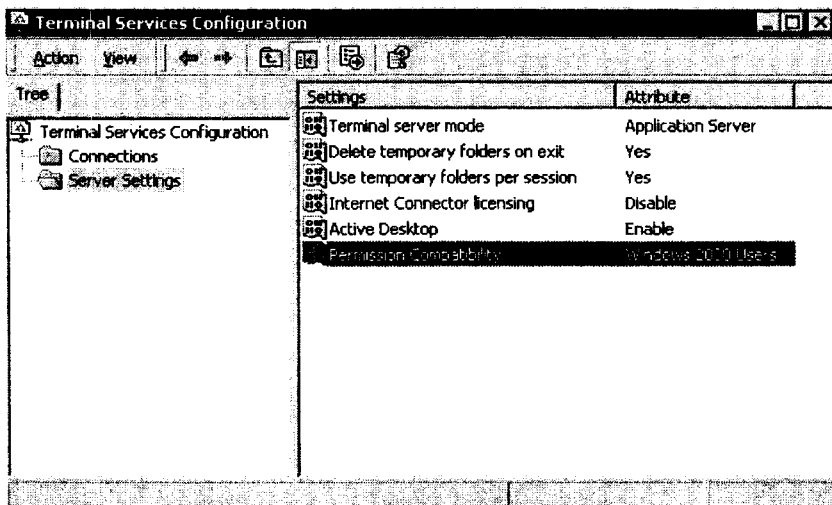 Terminal Services Configuration
Action View
Tree
Settings Attribute
Terminal Services Configuration
Connections
Server Settings
Terminal server mode Application Server
Delete temporary folders on exit Yes
Use temporary folders per session Yes
Internet Connector licensing Disable
Active Desktop Enable
Permission Compatibility Windows 2000 Users